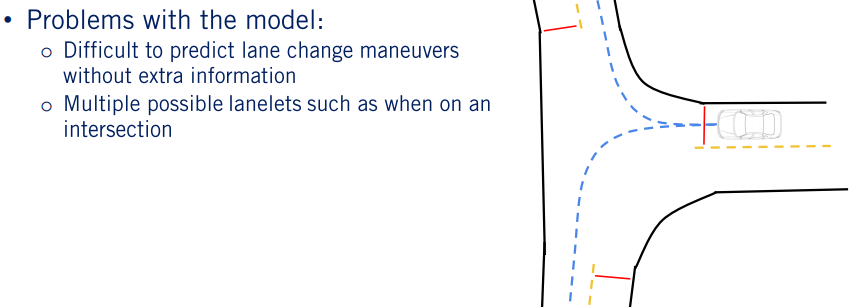 • Problems with the model:
o Difficult to predict lane change maneuvers
without extra information
o Multiple possible lanelets such as when on an
intersection